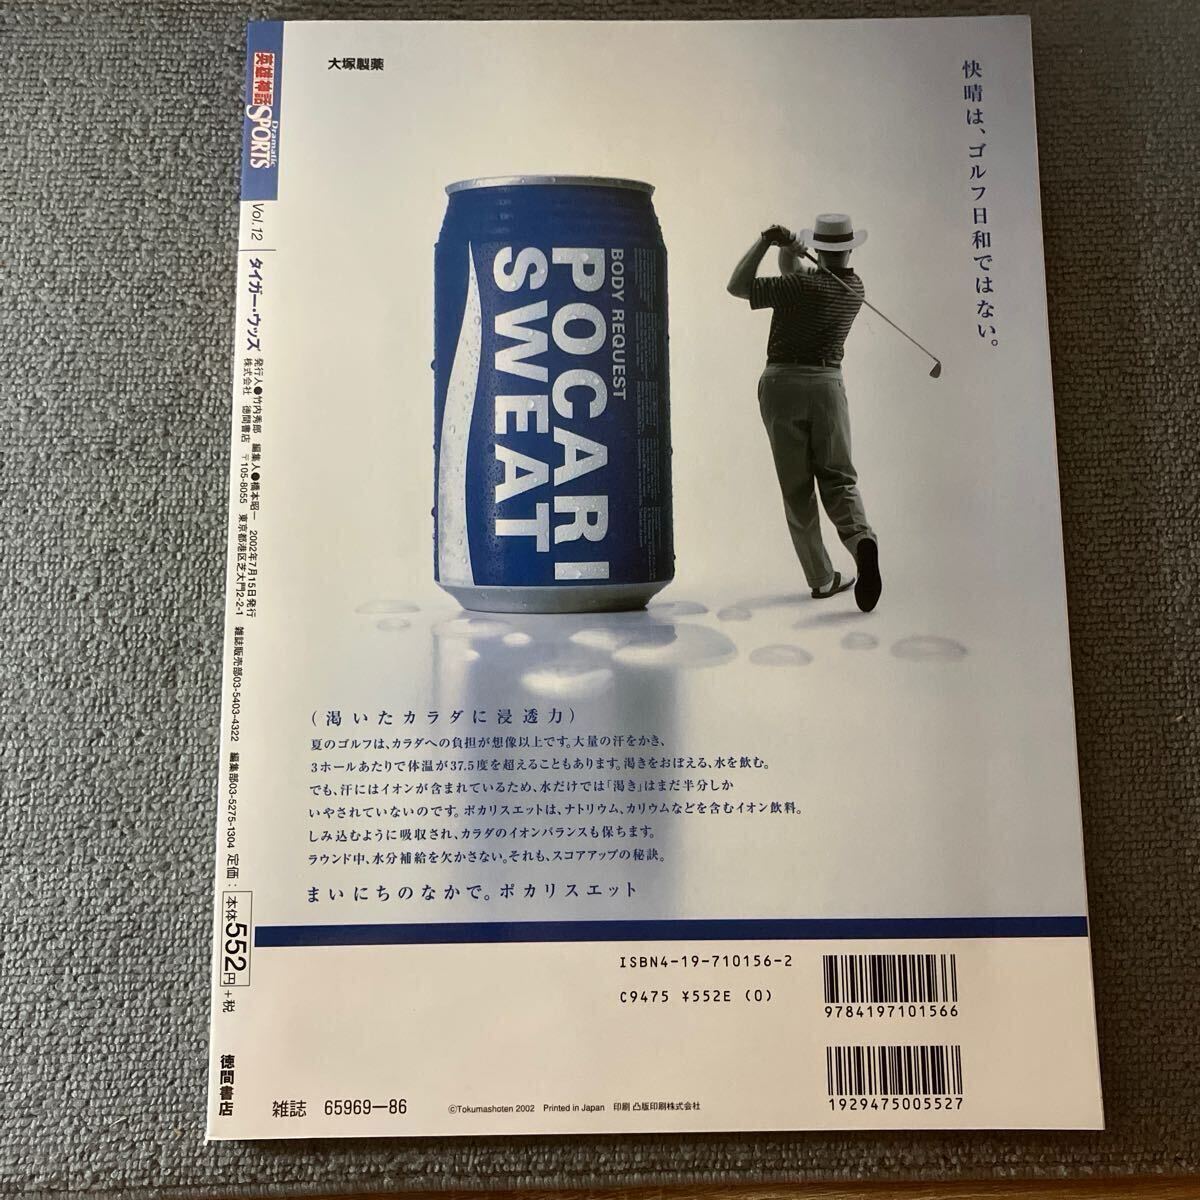 英雄神話
Dramatic
SPORTS
Vol.12
タイガー・ウッズ
発行人●竹内秀郎 編集人●橋本昭一 2002年7月15日発行
株式会社 徳間書店 〒105-8055 東京都港区芝大門2-2-1 雑誌販売部03-5403-4322 編集部03-5275-1304 定価:
本体552円
+税
徳間書店
大塚製薬
快晴は、ゴルフ日和ではない。
BODY REQUEST
POCARI
SWEAT
(渇いたカラダに浸透力)
夏のゴルフは、カラダへの負担が想像以上です。大量の汗をかき、
3ホールあたりで体温が37.5度を超えることもあります。渇きをおぼえる、水を飲む。
でも、汗にはイオンが含まれているため、水だけでは「渇き」はまだ半分しか
いやされていないのです。ポカリスエットは、ナトリウム、カリウムなどを含むイオン飲料。
しみ込むように吸収され、カラダのイオンバランスも保ちます。
ラウンド中、水分補給を欠かさない。それも、スコアアップの秘訣。
まいにちのなかで。ポカリスエット
ISBN4-19-710156-2
C9475 ¥552E (0)
9784197101566
1929475005527
雑誌 65969―86
©Tokumashoten 2002 Printed in Japan 印刷 凸版印刷株式会社